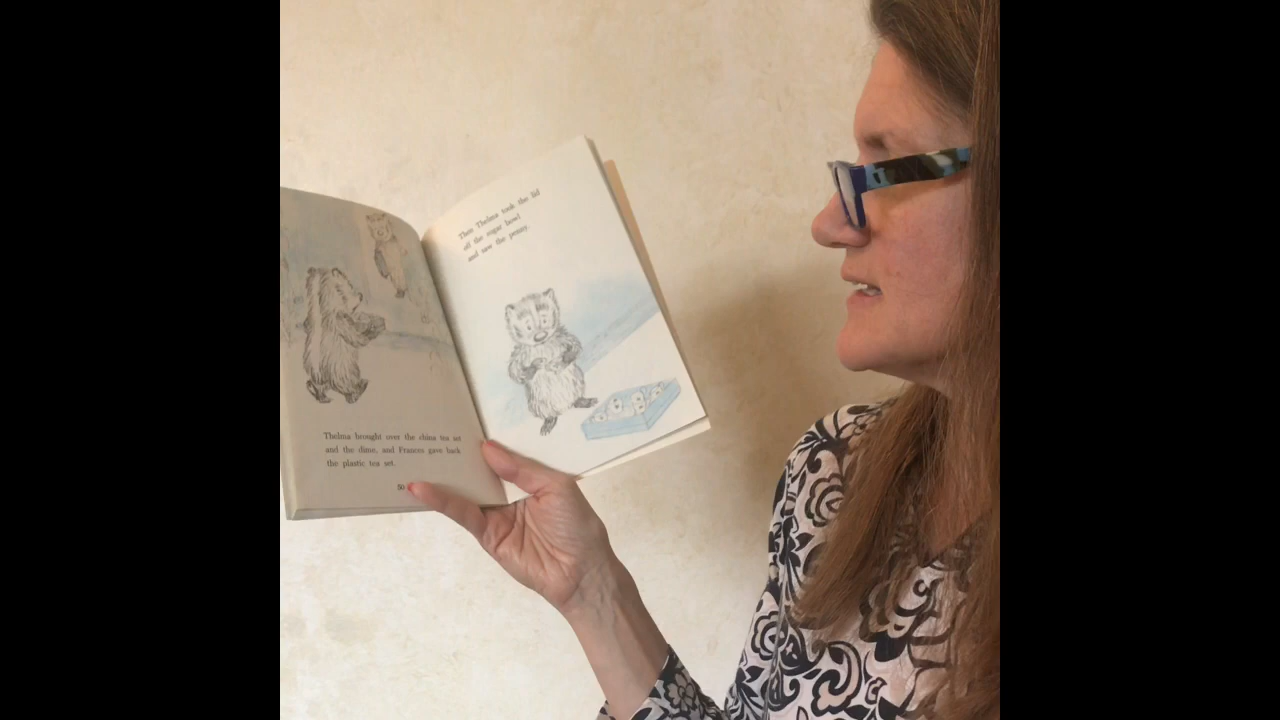 Thelma brought over the china tea set
and the dime, and Frances gave back
the plastic tea set.
50
Then Thelma took the lid
off the sugar bowl
and saw the penny.